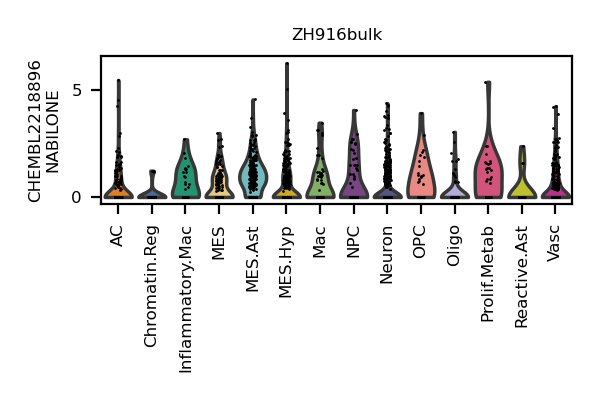 ZH916bulk
CHEMBL2218896
NABILONE
5
0
AC
Chromatin.Reg
Inflammatory.Mac
MES
MES.Ast
MES.Hyp
Mac
NPC
Neuron
OPC
Oligo
Prolif.Metab
Reactive.Ast
Vasc